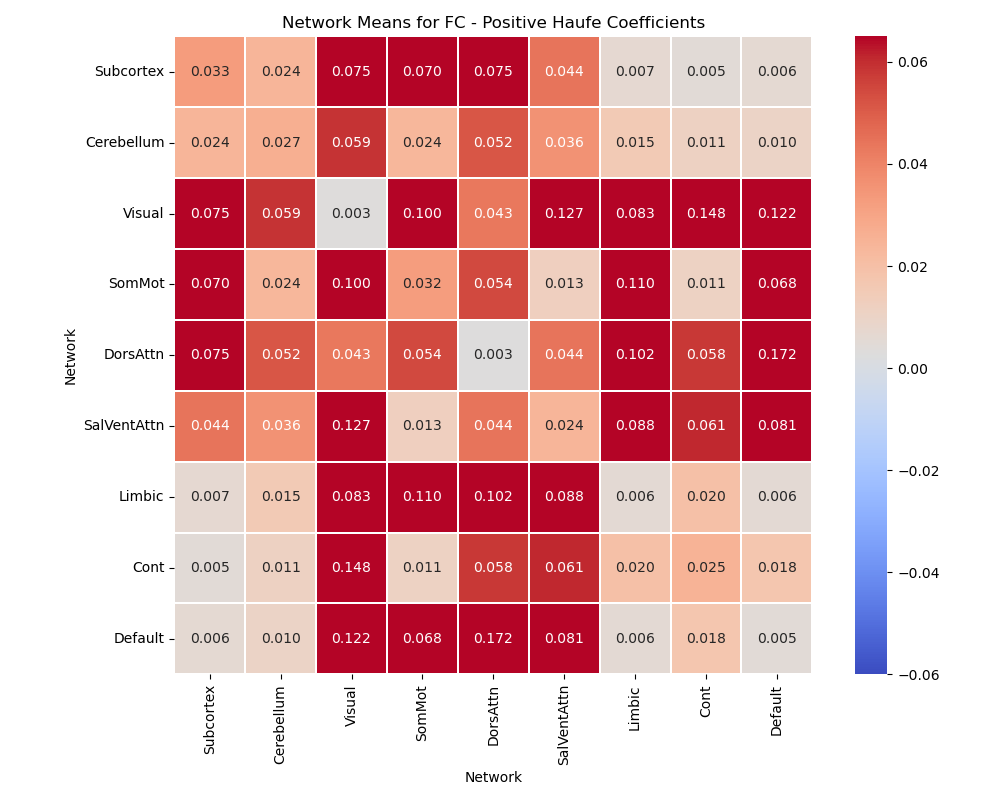 Network Means for FC - Positive Haufe Coefficients
Subcortex 0.033 0.024 0.075 0.070 0.075 0.044 0.007 0.005 0.006
Cerebellum 0.024 0.027 0.059 0.024 0.052 0.036 0.015 0.011 0.010
Visual 0.075 0.059 0.003 0.100 0.043 0.127 0.083 0.148 0.122
SomMot 0.070 0.024 0.100 0.032 0.054 0.013 0.110 0.011 0.068
DorsAttn 0.075 0.052 0.043 0.054 0.003 0.044 0.102 0.058 0.172
SalVentAttn 0.044 0.036 0.127 0.013 0.044 0.024 0.088 0.061 0.081
Limbic 0.007 0.015 0.083 0.110 0.102 0.088 0.006 0.020 0.006
Cont 0.005 0.011 0.148 0.011 0.058 0.061 0.020 0.025 0.018
Default 0.006 0.010 0.122 0.068 0.172 0.081 0.006 0.018 0.005
Network
Subcortex
Cerebellum
Visual
SomMot
DorsAttn
SalVentAttn
Limbic
Cont
Default
Network
0.06
0.04
0.02
0.00
−0.02
−0.04
−0.06